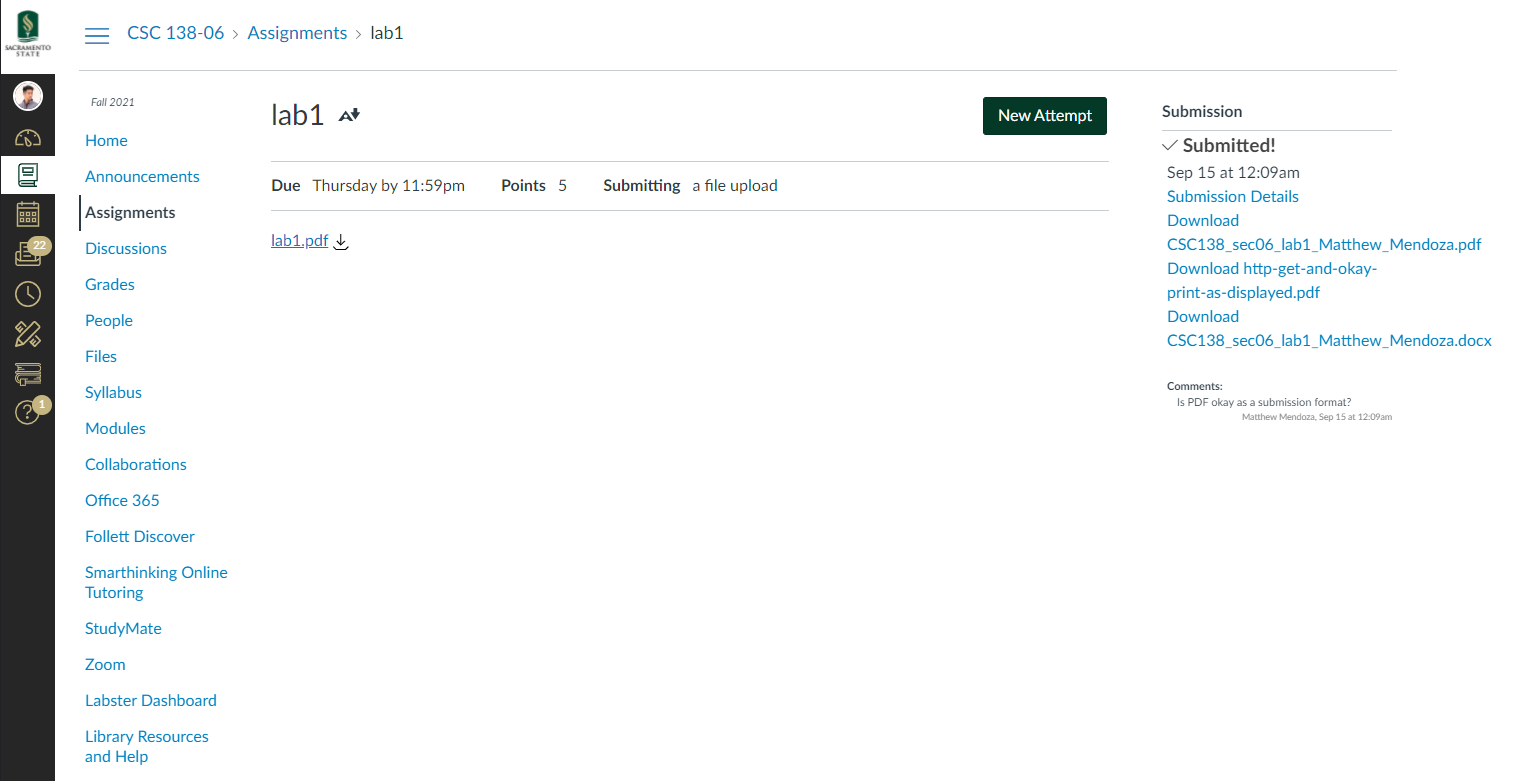 SACRAMENTO
STATE
CSC 138-06 > Assignments > lab1
22
1
Fall 2021
Home
Announcements
Assignments
Discussions
Grades
People
Files
Syllabus
Modules
Collaborations
Office 365
Follett Discover
Smarthinking Online
Tutoring
StudyMate
Zoom
Labster Dashboard
Library Resources
and Help
lab1
New Attempt
Due Thursday by 11:59pm Points 5 Submitting a file upload
lab1.pdf
Submission
Submitted!
Sep 15 at 12:09am
Submission Details
Download
CSC138_sec06_lab1_Matthew_Mendoza.pdf
Download http-get-and-okay-
print-as-displayed.pdf
Download
CSC138_sec06_lab1_Matthew_Mendoza.docx
Comments:
Is PDF okay as a submission format?
Matthew Mendoza, Sep 15 at 12:09am